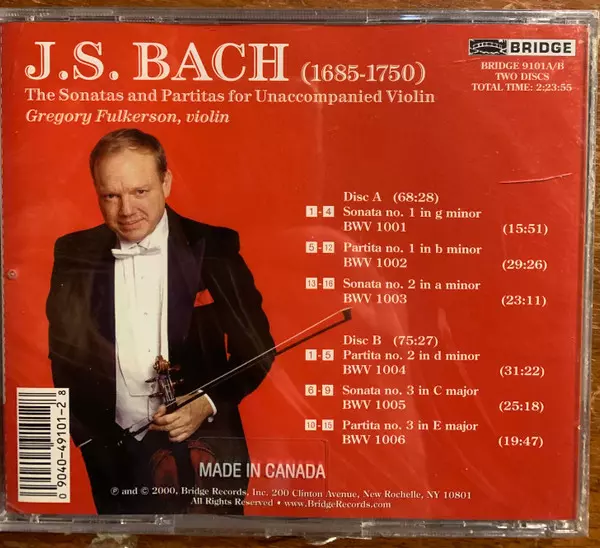 J.S. BACH (1685-1750)
BRIDGE
BRIDGE 9101A/B
TWO DISCS
TOTAL TIME: 2:23:55
The Sonatas and Partitas for Unaccompanied Violin
Gregory Fulkerson, violin
Disc A (68:28)
1-4 Sonata no. 1 in g minor
BWV 1001 (15:51)
5-12 Partita no. 1 in b minor
BWV 1002 (29:26)
13-16 Sonata no. 2 in a minor
BWV 1003 (23:11)
Disc B (75:27)
1-5 Partita no. 2 in d minor
BWV 1004 (31:22)
6-9 Sonata no. 3 in C major
BWV 1005 (25:18)
10-15 Partita no. 3 in E major
BWV 1006 (19:47)
0 9040-49101-2 8
MADE IN CANADA
℗ and © 2000, Bridge Records, Inc. 200 Clinton Avenue, New Rochelle, NY 10801
All Rights Reserved • www.BridgeRecords.com